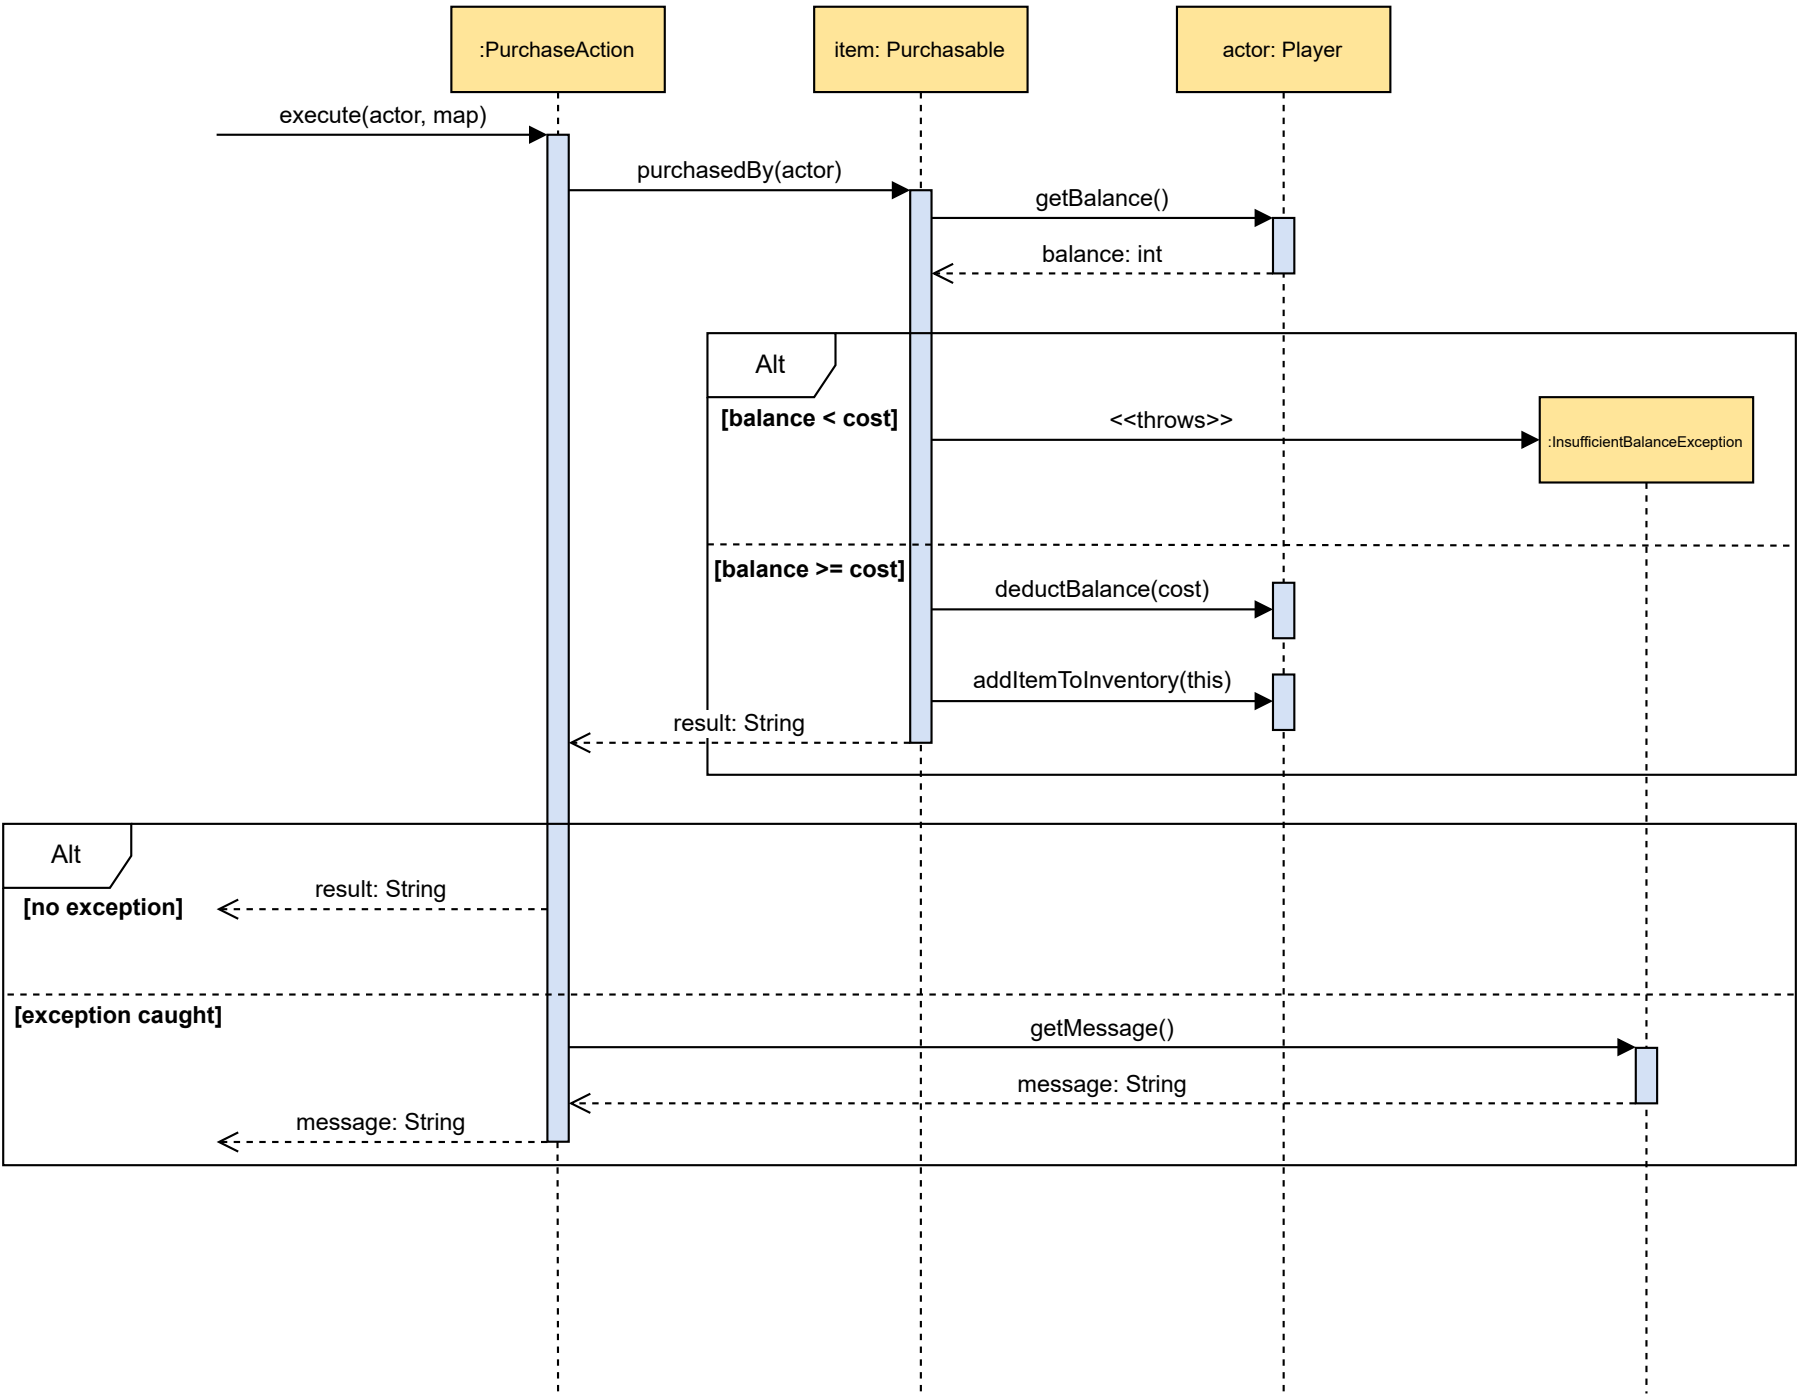 :PurchaseAction
item: Purchasable
actor: Player
execute(actor, map)
purchasedBy(actor)
getBalance()
balance: int
Alt
[balance < cost]
<<throws>>
:InsufficientBalanceException
[balance >= cost]
deductBalance(cost)
addItemToInventory(this)
result: String
Alt
result: String
[no exception]
[exception caught]
getMessage()
message: String
message: String